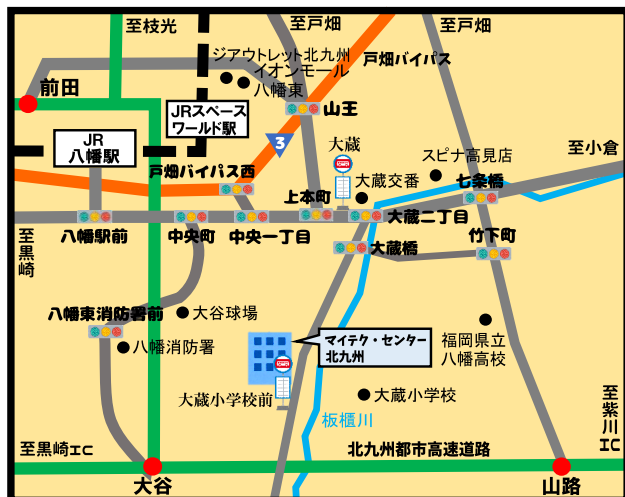 至枝光
至戸畑
至戸畑
ジアウトレット北九州
イオンモール
八幡東
戸畑バイパス
前田
山王
JRスペース
ワールド駅
3
大蔵
JR
八幡駅
スピナ高見店
至小倉
戸畑バイパス西
大蔵交番
七条橋
上本町
大蔵二丁目
至黒崎
八幡駅前
中央町
中央一丁目
大蔵橋
竹下町
八幡東消防署前
大谷球場
八幡消防署
マイテク・センター
北九州
福岡県立
八幡高校
大蔵小学校前
大蔵小学校
板櫃川
至紫川IC
至黒崎IC
北九州都市高速道路
大谷
山路